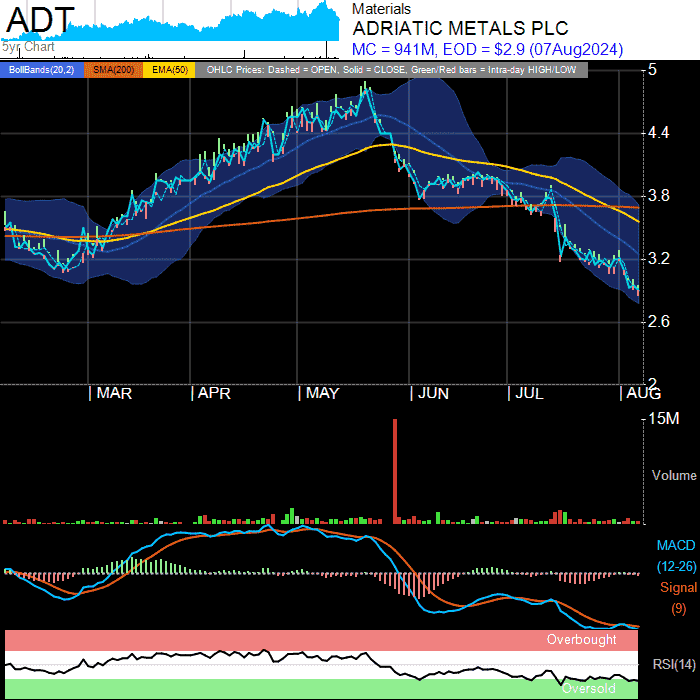 ADT
5yr Chart
Materials
ADRIATIC METALS PLC
MC = 941M, EOD = $2.9 (07Aug2024)
BollBands(20,2) SMA(200) EMA(50) OHLC Prices: Dashed = OPEN, Solid = CLOSE, Green/Red bars = Intra-day HIGH/LOW
5
4.4
3.8
3.2
2.6
2
| MAR | APR | MAY | JUN | JUL | AUG
15M
Volume
MACD
(12-26)
Signal
(9)
Overbought
RSI(14)
Oversold